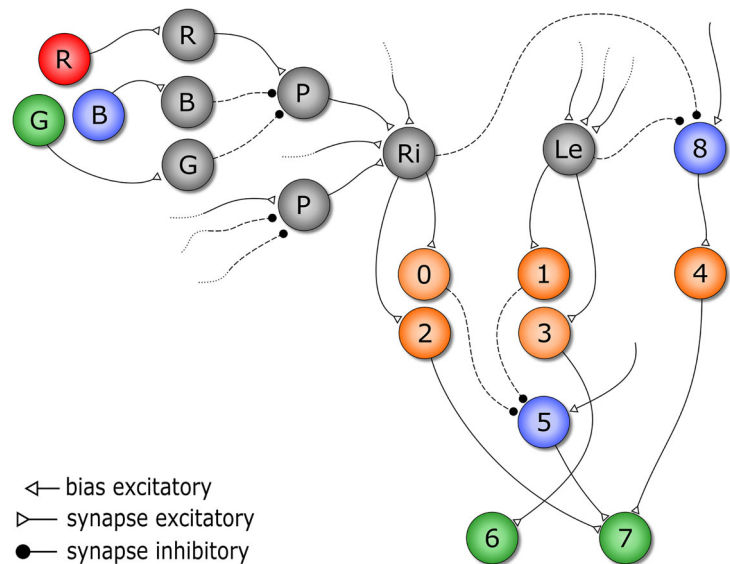 R
R
G
B
B
P
G
P
Ri
Le
8
0
1
4
2
3
5
6
7
bias excitatory
synapse excitatory
synapse inhibitory